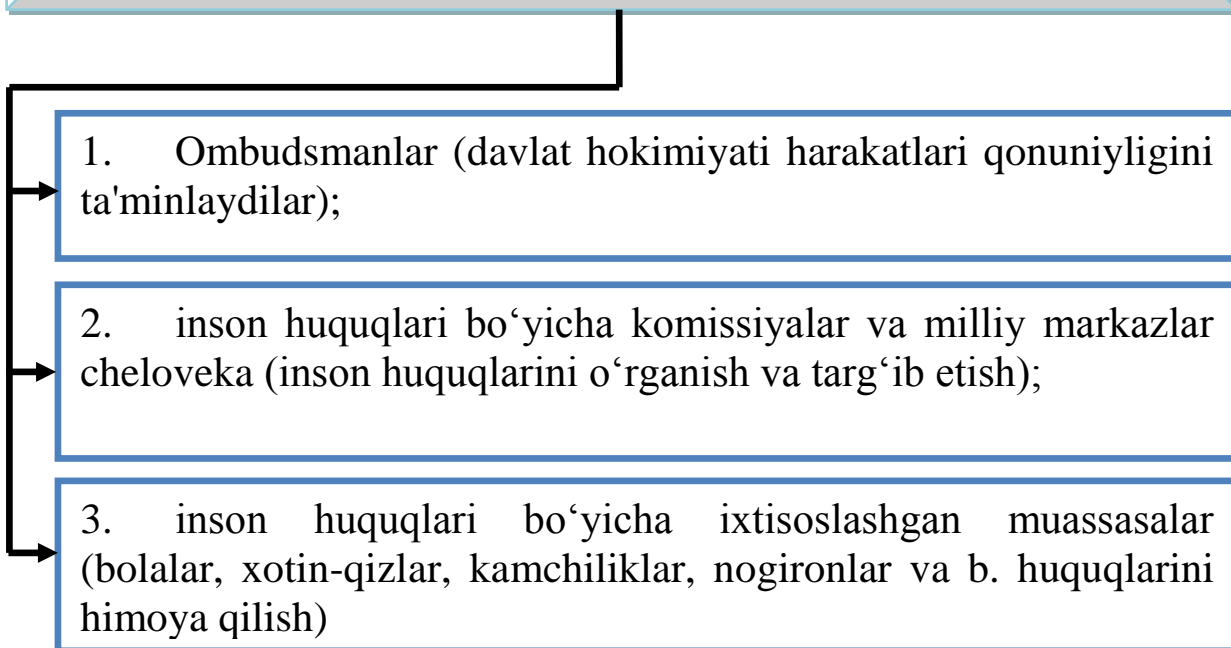 1. Ombudsmanlar (davlat hokimiyati harakatlari qonuniyligini
ta'minlaydilar);
2. inson huquqlari bo‘yicha komissiyalar va milliy markazlar
cheloveka (inson huquqlarini o‘rganish va targ‘ib etish);
3. inson huquqlari bo‘yicha ixtisoslashgan muassasalar
(bolalar, xotin-qizlar, kamchiliklar, nogironlar va b. huquqlarini
himoya qilish)